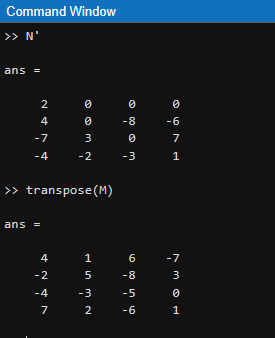 Command Window
>> N'
ans =
2 0 0 0
4 0 -8 -6
-7 3 0 7
-4 -2 -3 1
>> transpose(M)
ans =
4 1 6 -7
-2 5 -8 3
-4 -3 -5 0
7 2 -6 1